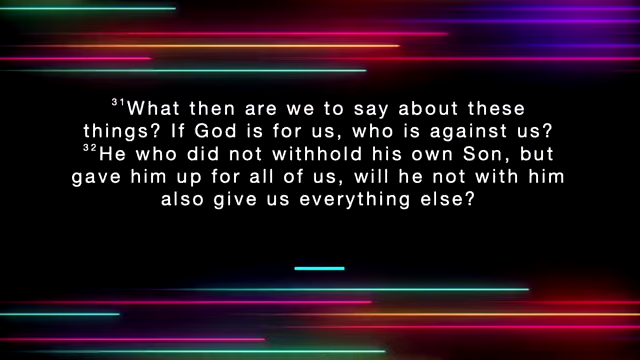 ³¹What then are we to say about these
things? If God is for us, who is against us?
³²He who did not withhold his own Son, but
gave him up for all of us, will he not with him
also give us everything else?